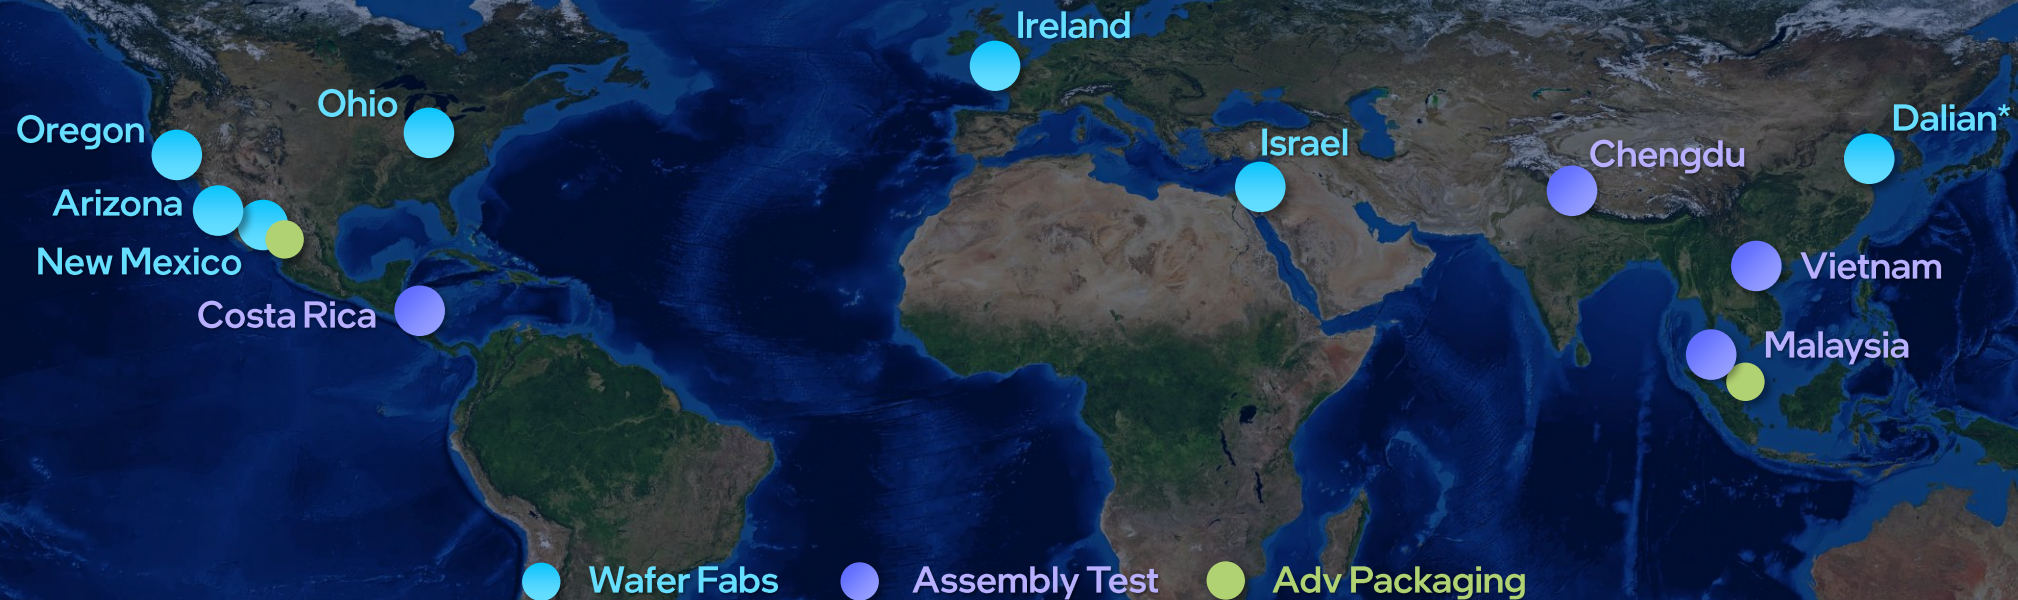 Ireland
Ohio
Oregon
Dalian*
Israel
Chengdu
Arizona
New Mexico
Vietnam
Costa Rica
Malaysia
Wafer Fabs
Assembly Test
Adv Packaging